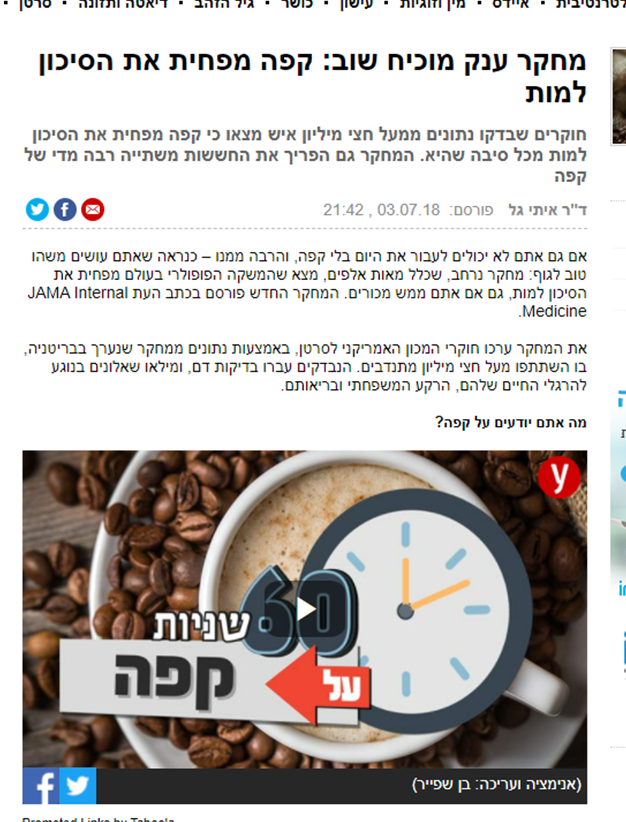 לטרנטיבית • איידס • מין וזוגיות • עישון • כושר • גיל הזהב • דיאטה ותזונה • סרטן •
מחקר ענק מוכיח שוב: קפה מפחית את הסיכון
למות
חוקרים שבדקו נתונים ממעל חצי מיליון איש מצאו כי קפה מפחית את הסיכון
למות מכל סיבה שהיא. המחקר גם הפריך את החששות משתייה רבה מדי של
קפה
ד"ר איתי גל פורסם: 03.07.18 , 21:42
אם גם אתם לא יכולים לעבור את היום בלי קפה, והרבה ממנו – כנראה שאתם עושים משהו
טוב לגוף: מחקר נרחב, שכלל מאות אלפים, מצא שהמשקה הפופולרי בעולם מפחית את
הסיכון למות, גם אם אתם ממש מכורים. המחקר החדש פורסם בכתב העת JAMA Internal
Medicine.
את המחקר ערכו חוקרי המכון האמריקני לסרטן, באמצעות נתונים ממחקר שנערך בבריטניה,
בו השתתפו מעל חצי מיליון מתנדבים. הנבדקים עברו בדיקות דם, ומילאו שאלונים בנוגע
להרגלי החיים שלהם, הרקע המשפחתי ובריאותם.
מה אתם יודעים על קפה?
y
60
שניות
על קפה
(אנימציה ועריכה: בן שפייר)
Promoted Links by Taboola